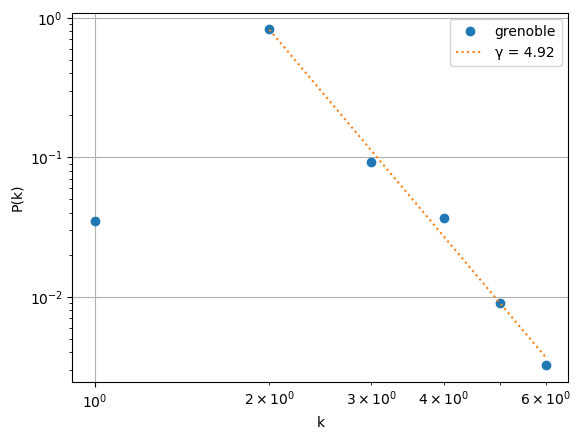 grenoble
γ = 4.92
P(k)
10⁰
10⁻¹
10⁻²
10⁰
2 × 10⁰
3 × 10⁰
4 × 10⁰
6 × 10⁰
k